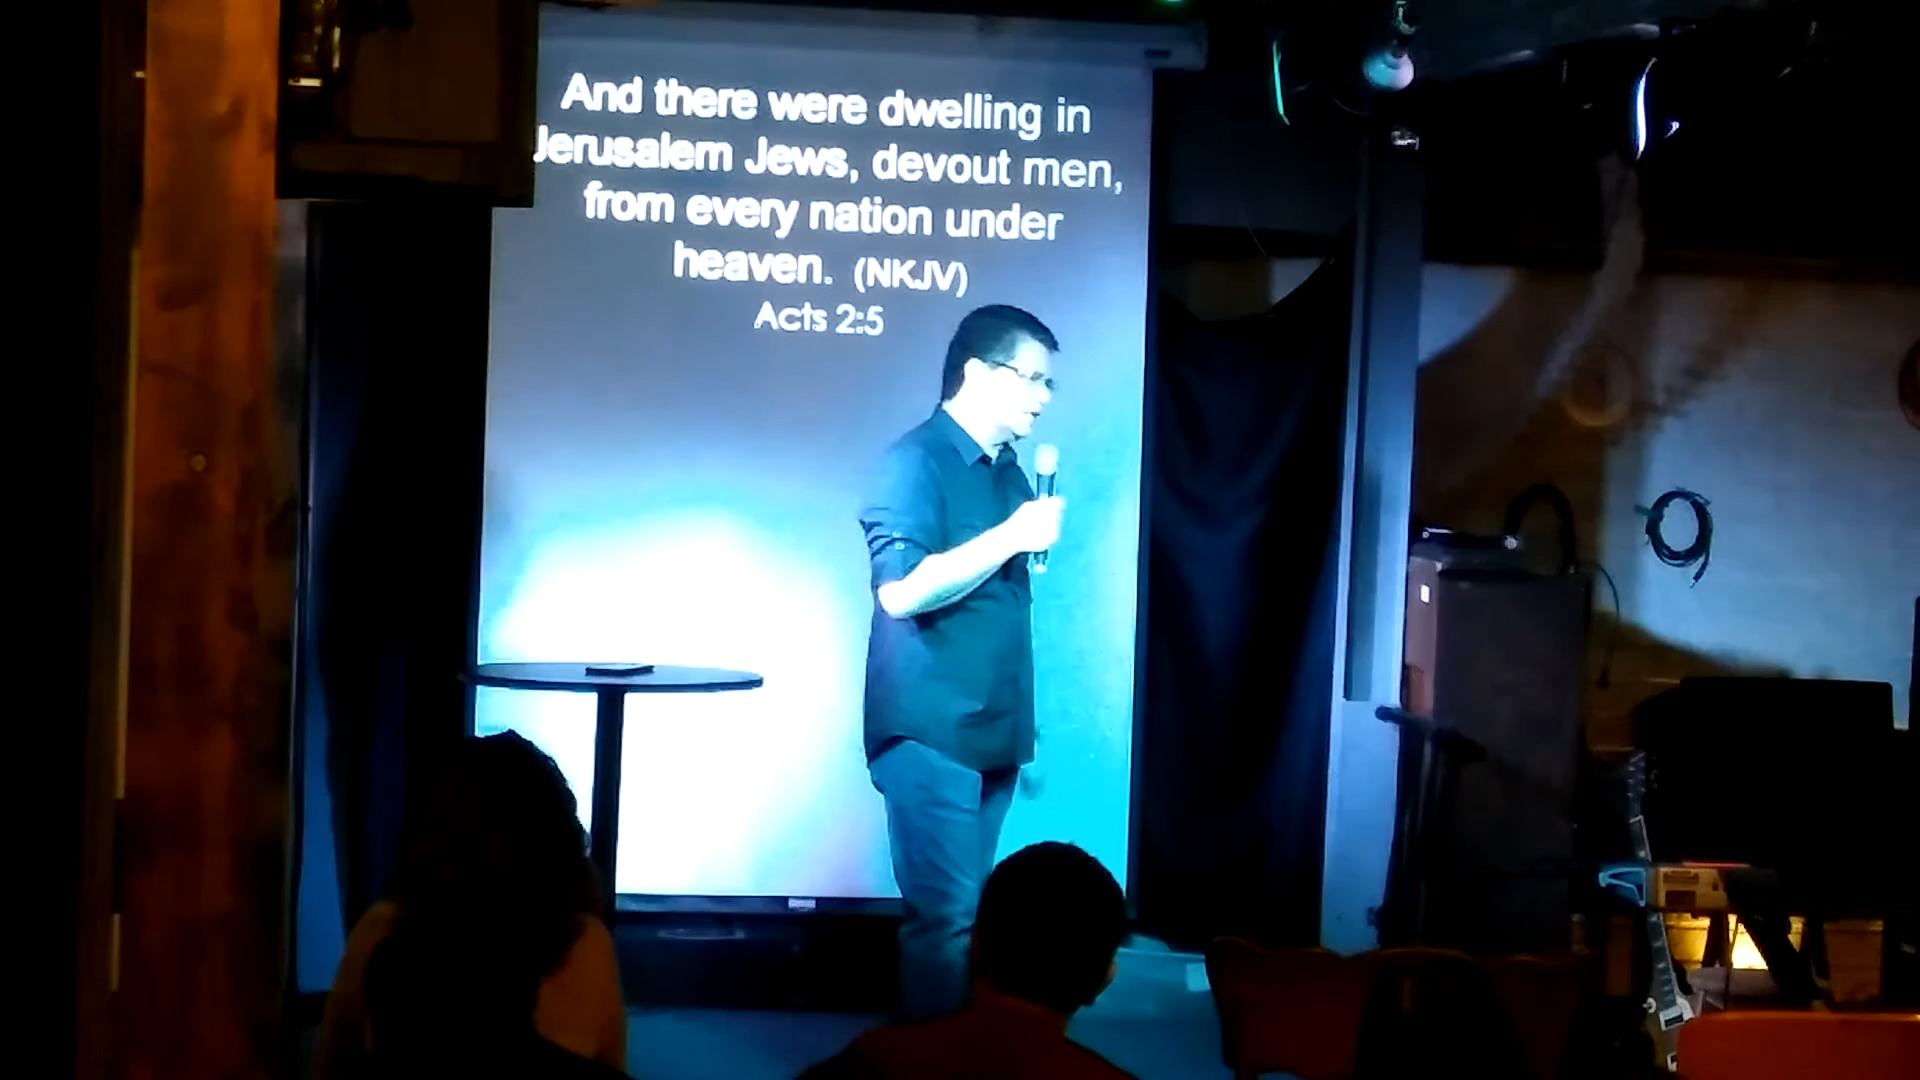 And there were dwelling in
Jerusalem Jews, devout men,
from every nation under
heaven. (NKJV)
Acts 2:5